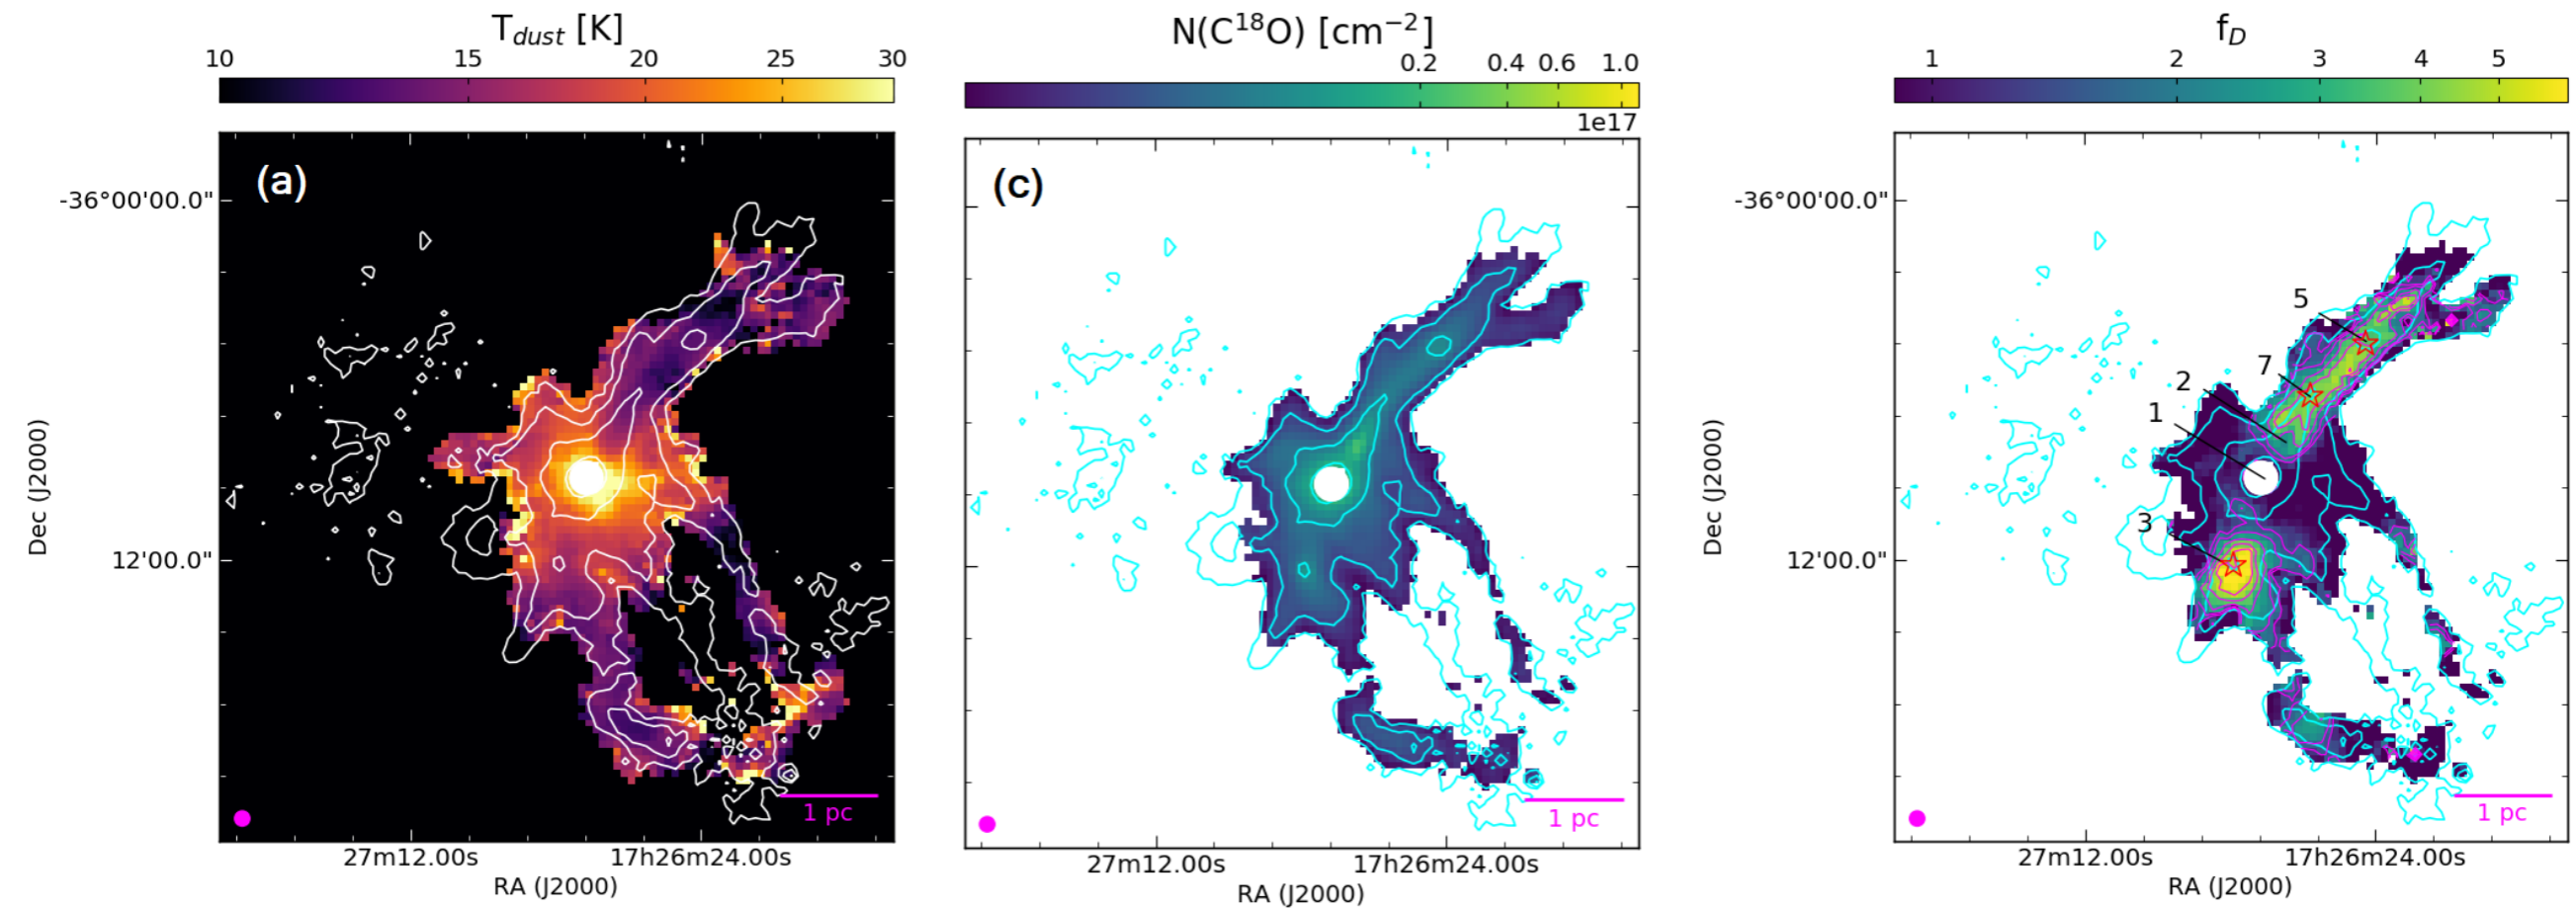 T_dust [K]
10 15 20 25 30
(a)
-36°00'00.0"
12'00.0"
Dec (J2000)
1 pc
27m12.00s 17h26m24.00s
RA (J2000)
N(C¹⁸O) [cm⁻²]
0.2 0.4 0.6 1.0
1e17
(c)
1 pc
27m12.00s 17h26m24.00s
RA (J2000)
f_D
1 2 3 4 5
-36°00'00.0"
12'00.0"
Dec (J2000)
5
7
2
1
3
1 pc
27m12.00s 17h26m24.00s
RA (J2000)